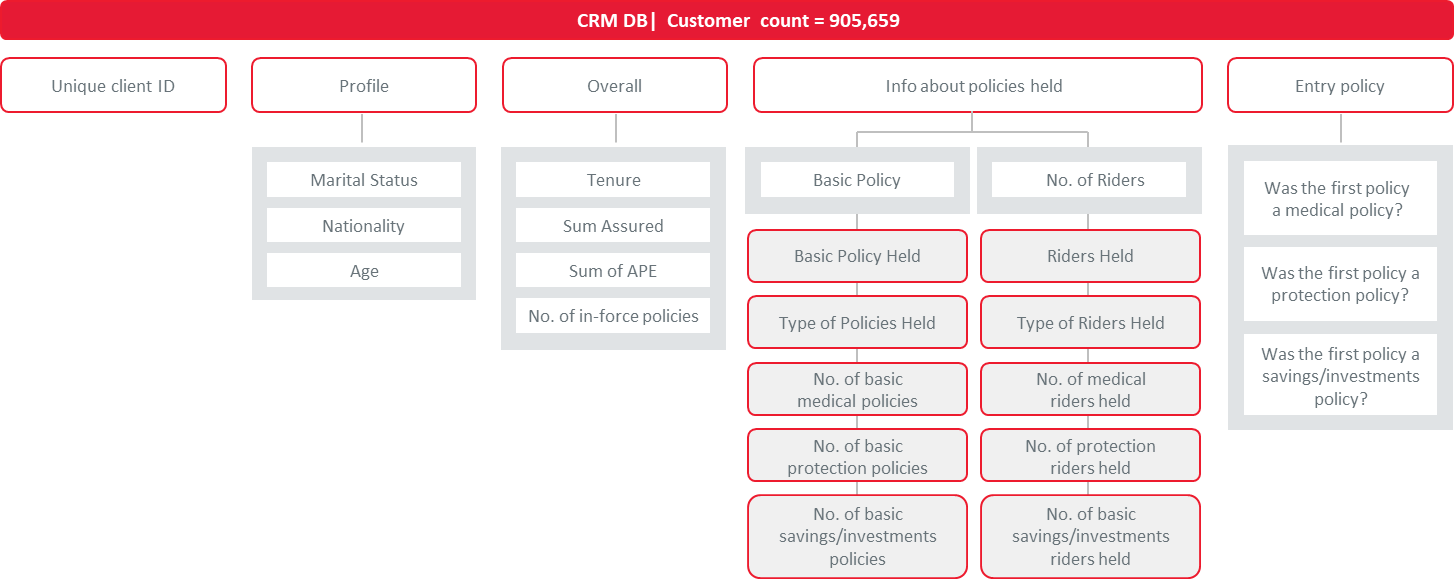 CRM DB| Customer count = 905,659
Unique client ID
Profile
Overall
Info about policies held
Entry policy
Marital Status
Nationality
Age
Tenure
Sum Assured
Sum of APE
No. of in-force policies
Basic Policy
Basic Policy Held
Type of Policies Held
No. of basic
medical policies
No. of basic
protection policies
No. of basic
savings/investments
policies
No. of Riders
Riders Held
Type of Riders Held
No. of medical
riders held
No. of protection
riders held
No. of basic
savings/investments
riders held
Was the first policy
a medical policy?
Was the first policy a
protection policy?
Was the first policy a
savings/investments
policy?